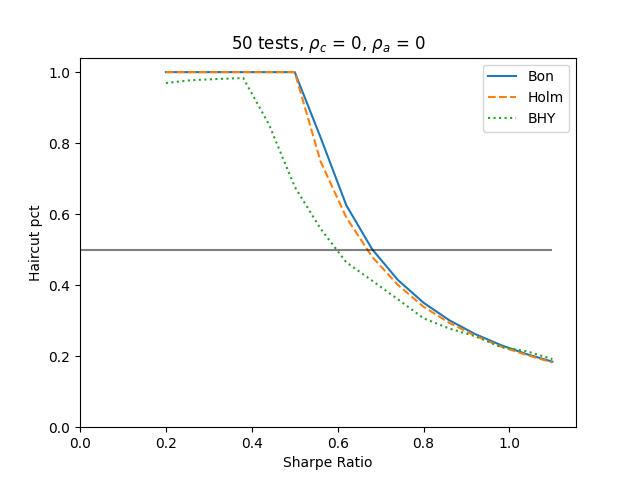 50 tests, ρc = 0, ρa = 0
Haircut pct
1.0
0.8
0.6
0.4
0.2
0.0
Bon
Holm
BHY
0.0 0.2 0.4 0.6 0.8 1.0
Sharpe Ratio